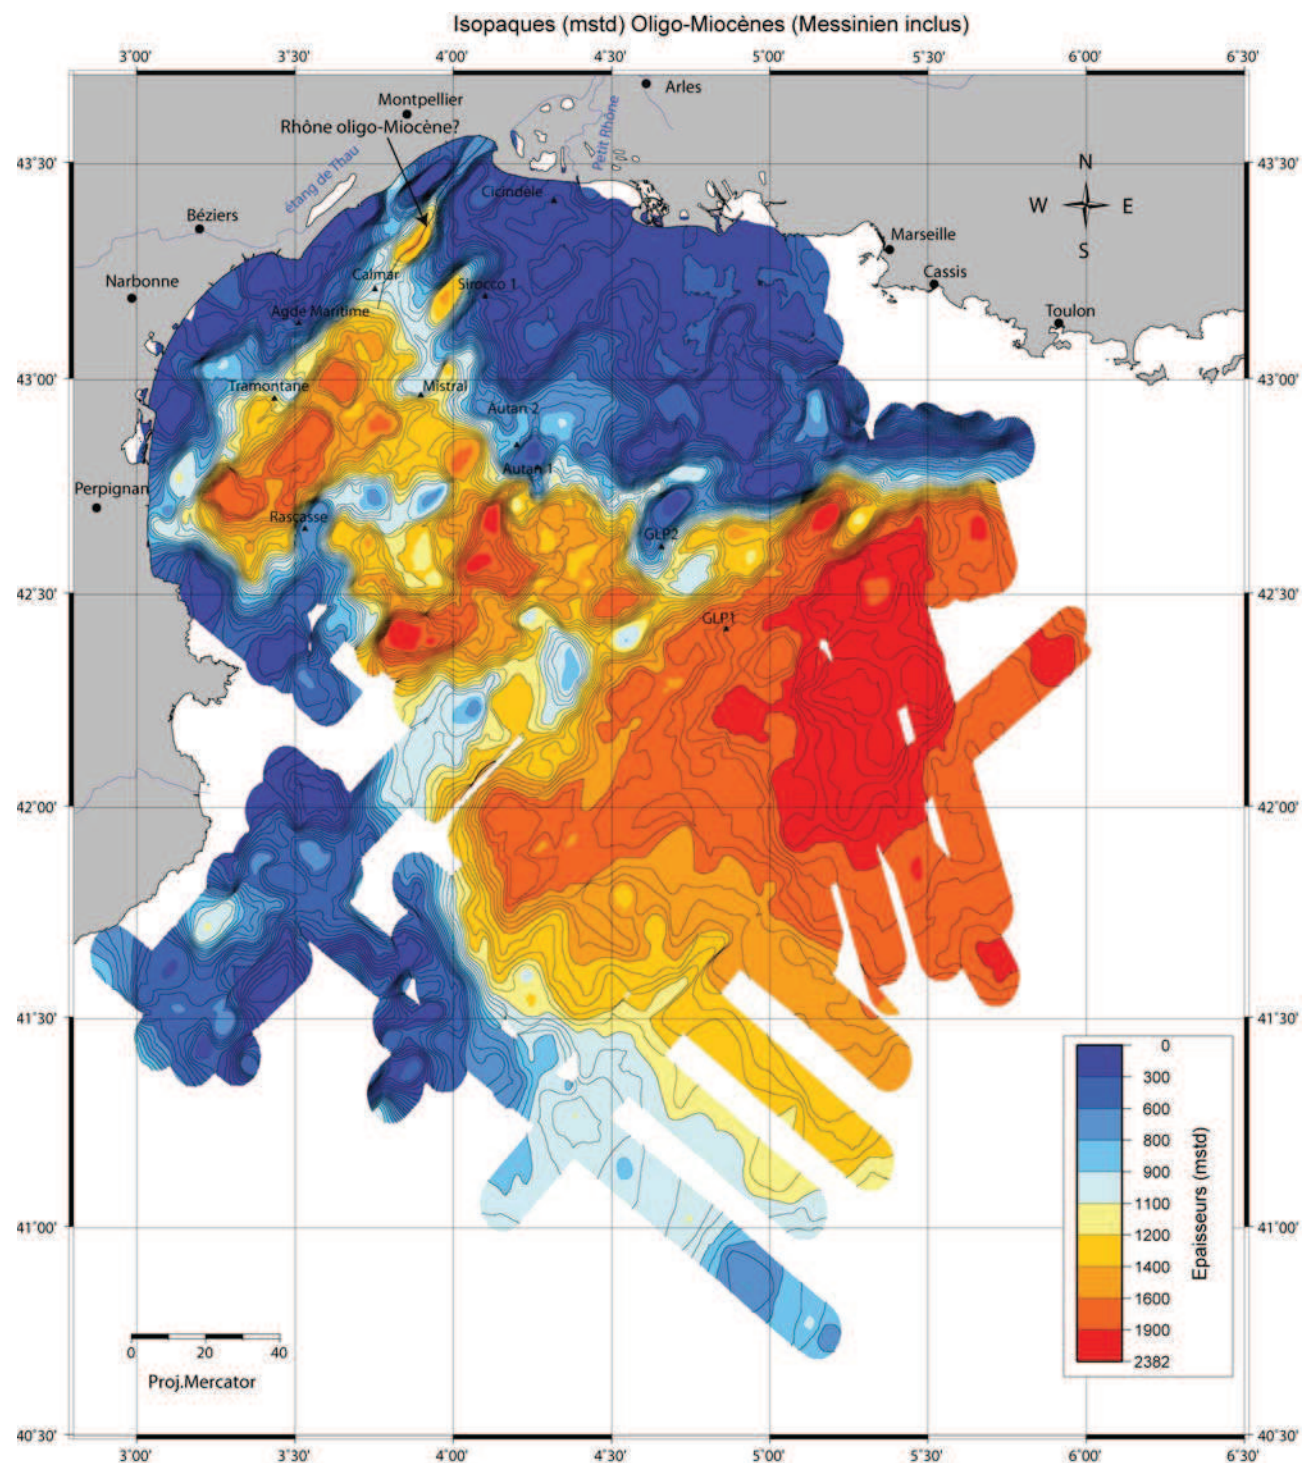 Isopaques (mstd) Oligo-Miocènes (Messinien inclus)
3°00' 3°30' 4°00' 4°30' 5°00' 5°30' 6°00' 6°30'
Arles
Montpellier
Rhône oligo-Miocène?
Petit Rhône
43°30' 43°30'
N
W E
S
étang de Thau
Cicindèle
Béziers
Marseille
Cassis
Narbonne
Calmar
Sirocco 1
Agde Maritime
Toulon
43°00' 43°00'
Tramontane
Mistral
Autan 2
Autan 1
Perpignan
Rascasse
GLP2
42°30' 42°30'
GLP1
42°00' 42°00'
41°30' 41°30'
0
300
600
800
900
1100
1200
1400
1600
1900
2382
Epaisseurs (mstd)
41°00' 41°00'
0 20 40
Proj.Mercator
40°30' 40°30'
3°00' 3°30' 4°00' 4°30' 5°00' 5°30' 6°00' 6°30'